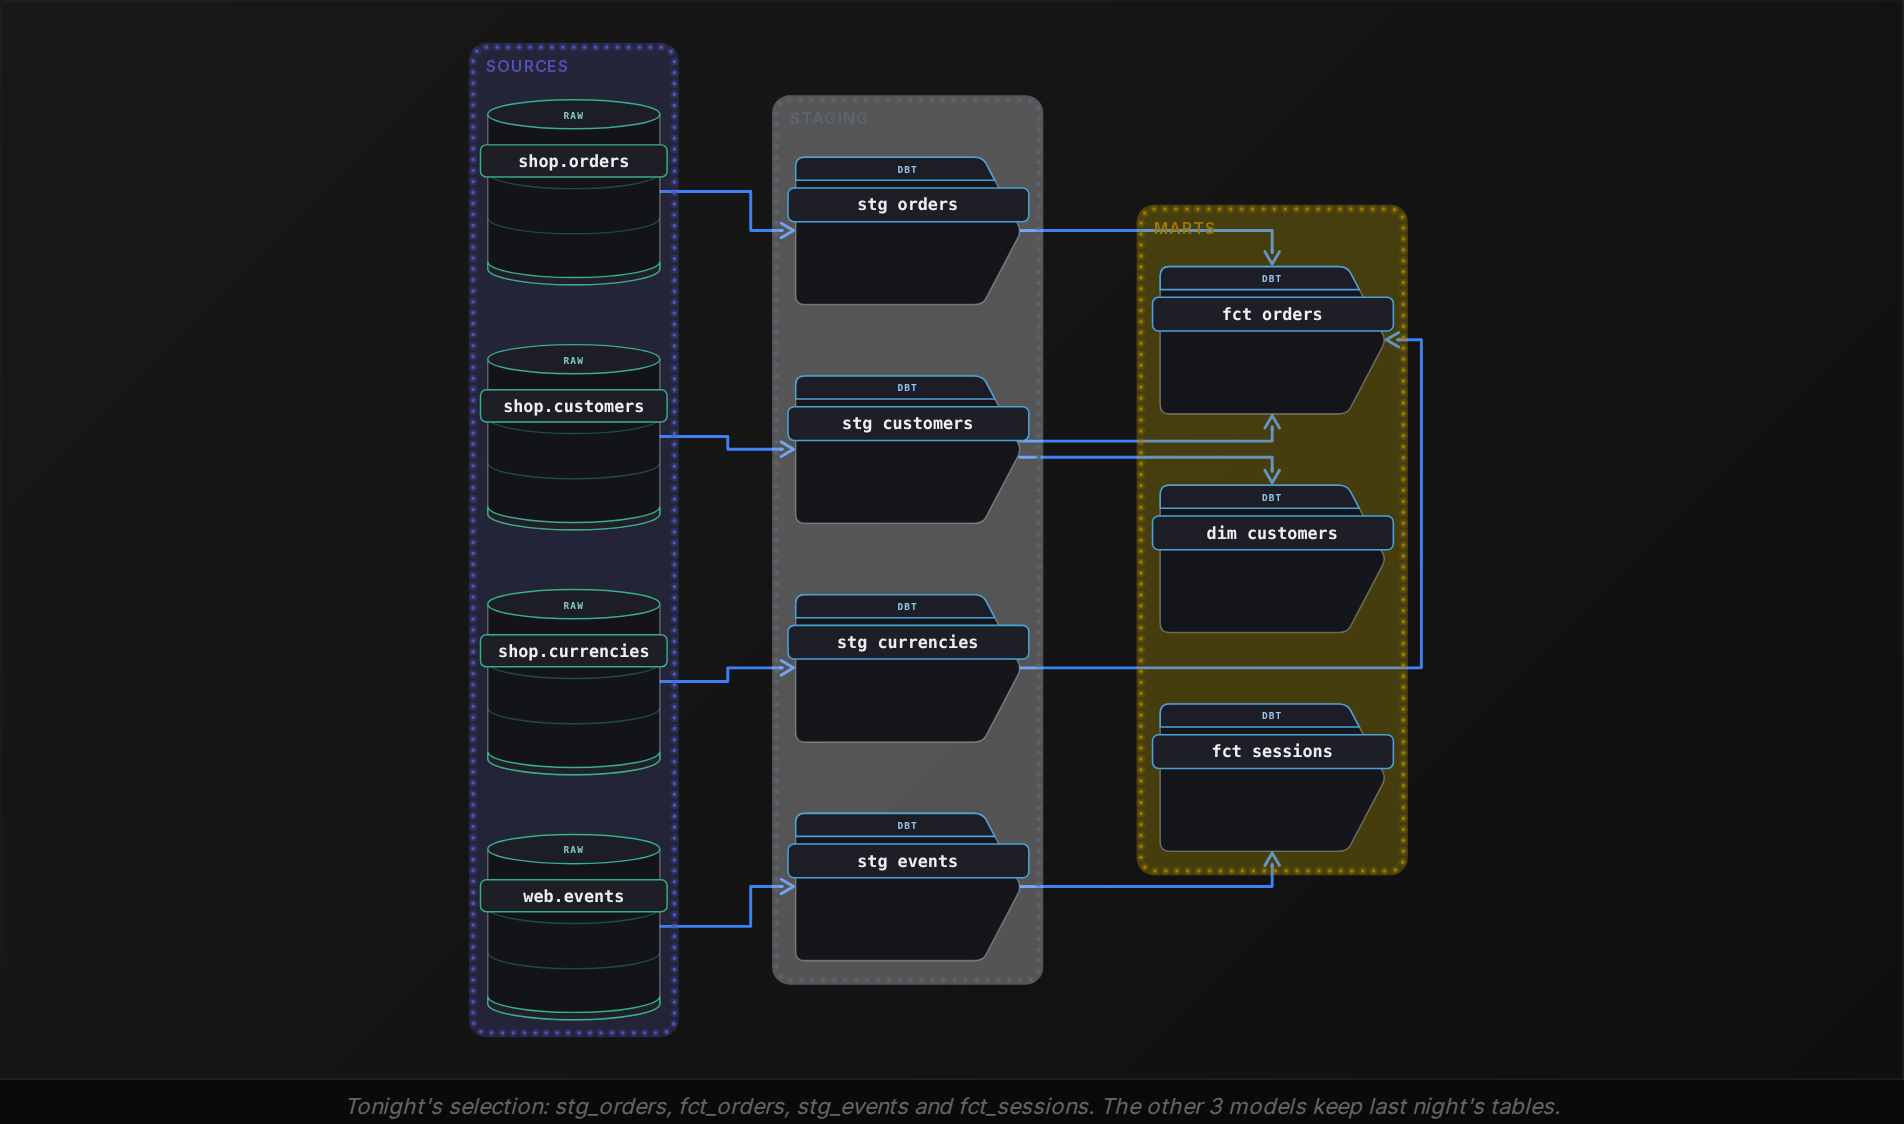 SOURCES
RAW
shop.orders
RAW
shop.customers
RAW
shop.currencies
RAW
web.events
STAGING
DBT
stg orders
DBT
stg customers
DBT
stg currencies
DBT
stg events
MARTS
DBT
fct orders
DBT
dim customers
DBT
fct sessions
Tonight's selection: stg_orders, fct_orders, stg_events and fct_sessions. The other 3 models keep last night's tables.